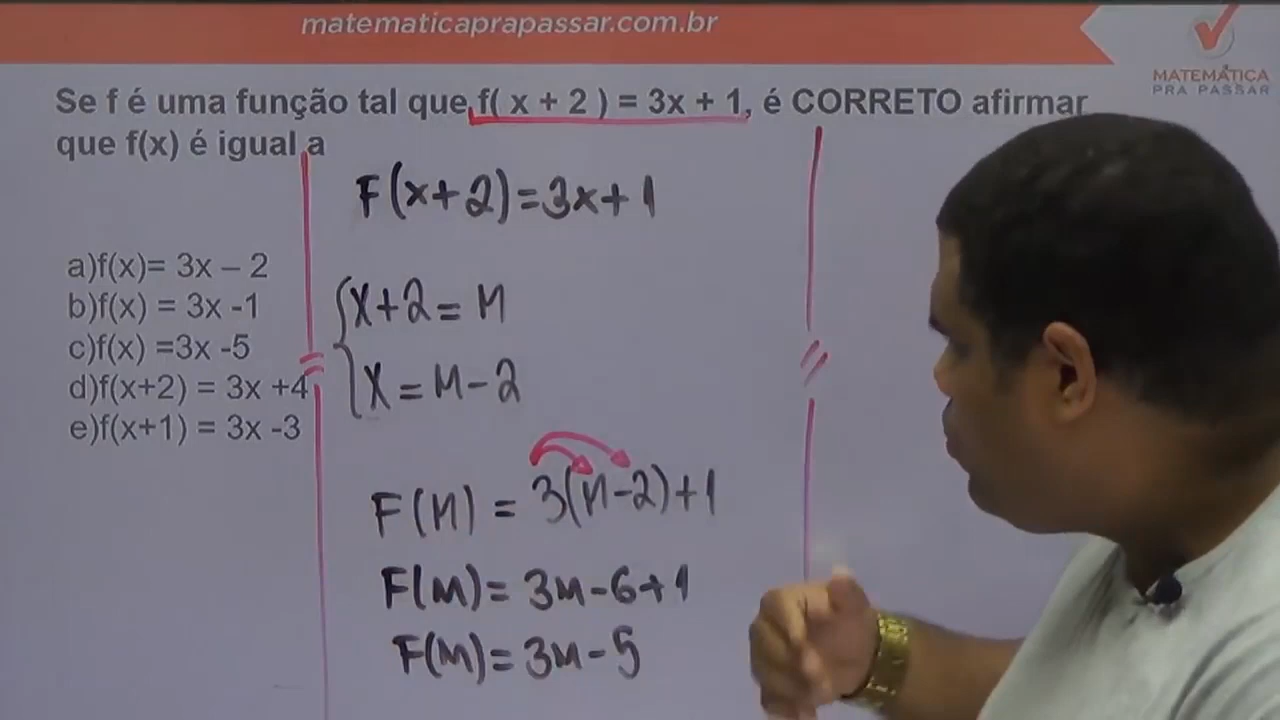 matematicaprapassar.com.br
MATEMÁTICA
PRA PASSAR
Se f é uma função tal que f( x + 2 ) = 3x + 1, é CORRETO afirmar
que f(x) é igual a
F(x+2)=3x+1
a)f(x)= 3x – 2
b)f(x) = 3x -1
c)f(x) =3x -5
d)f(x+2) = 3x +4
e)f(x+1) = 3x -3
x+2=M
x=M-2
F(M) = 3(M-2)+1
F(M)= 3M-6+1
F(M)= 3M-5